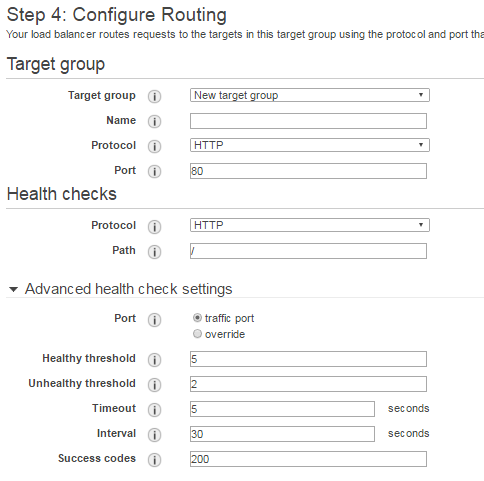 Step 4: Configure Routing
Your load balancer routes requests to the targets in this target group using the protocol and port tha
Target group
Target group i New target group
Name i
Protocol i HTTP
Port i 80
Health checks
Protocol i HTTP
Path i /
Advanced health check settings
Port i traffic port
override
Healthy threshold i 5
Unhealthy threshold i 2
Timeout i 5 seconds
Interval i 30 seconds
Success codes i 200